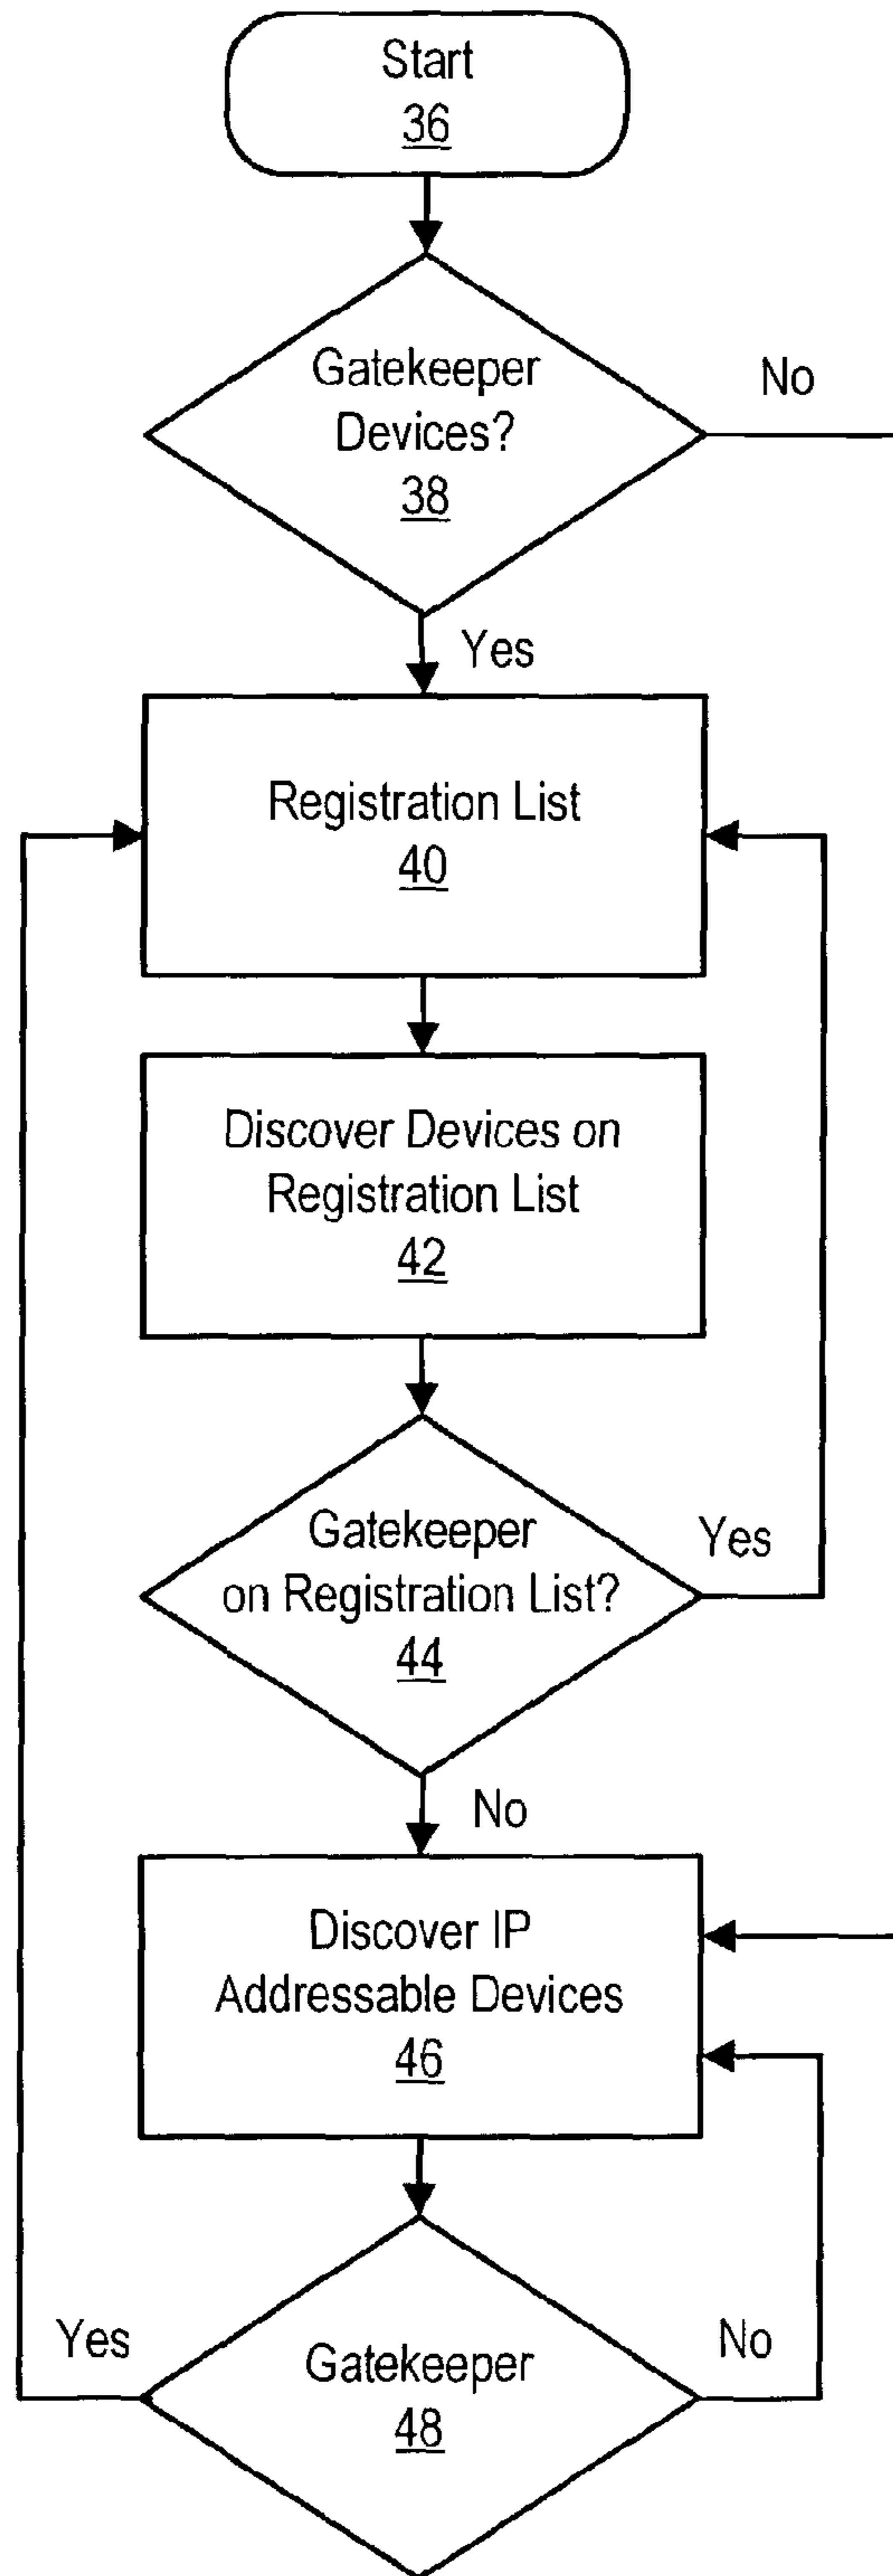 Start
36
Gatekeeper
Devices?
38
No
Yes
Registration List
40
Discover Devices on
Registration List
42
Gatekeeper
on Registration List?
44
Yes
No
Discover IP
Addressable Devices
46
Yes
Gatekeeper
48
No